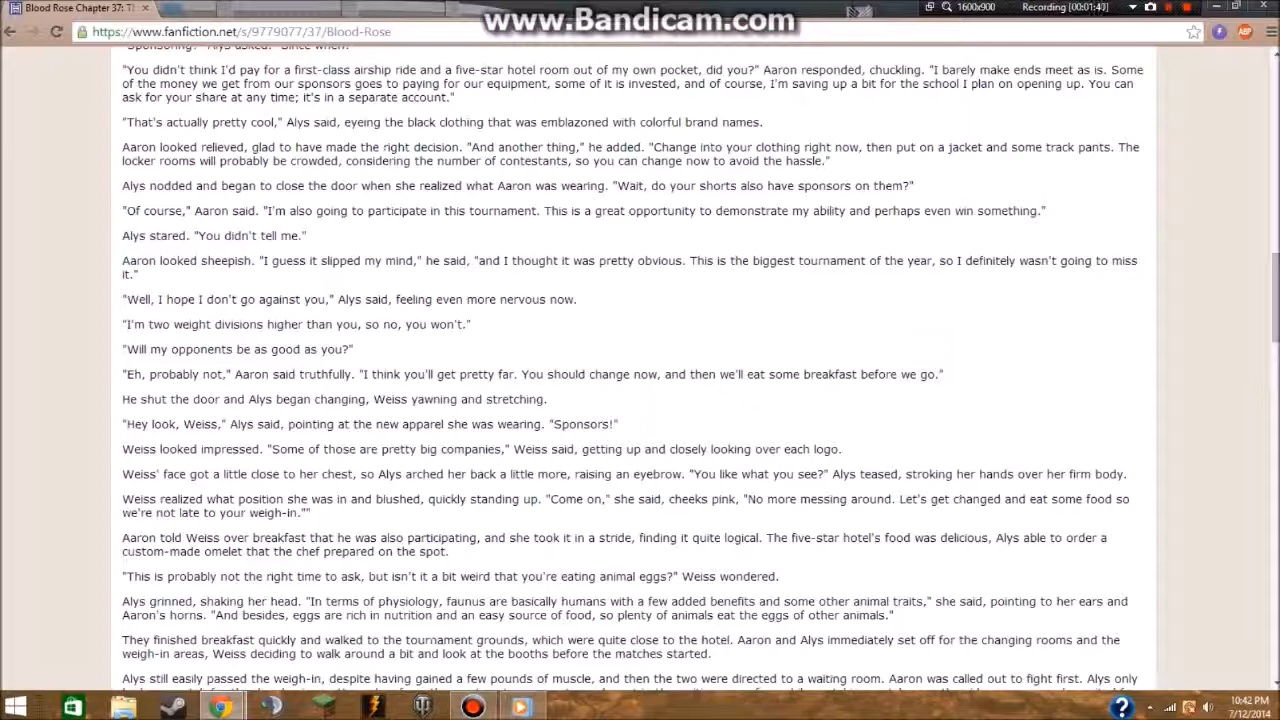 Blood Rose Chapter 37: Tl
www.Bandicam.com
1600x900
Recording [00:01:40]
https://www.fanfiction.net/s/9779077/37/Blood-Rose
ABP
"Sponsoring?" Alys asked. "Since when?"
"You didn't think I'd pay for a first-class airship ride and a five-star hotel room out of my own pocket, did you?" Aaron responded, chuckling. "I barely make ends meet as is. Some
of the money we get from our sponsors goes to paying for our equipment, some of it is invested, and of course, I'm saving up a bit for the school I plan on opening up. You can
ask for your share at any time; it's in a separate account."
"That's actually pretty cool," Alys said, eyeing the black clothing that was emblazoned with colorful brand names.
Aaron looked relieved, glad to have made the right decision. "And another thing," he added. "Change into your clothing right now, then put on a jacket and some track pants. The
locker rooms will probably be crowded, considering the number of contestants, so you can change now to avoid the hassle."
Alys nodded and began to close the door when she realized what Aaron was wearing. "Wait, do your shorts also have sponsors on them?"
"Of course," Aaron said. "I'm also going to participate in this tournament. This is a great opportunity to demonstrate my ability and perhaps even win something."
Alys stared. "You didn't tell me."
Aaron looked sheepish. "I guess it slipped my mind," he said, "and I thought it was pretty obvious. This is the biggest tournament of the year, so I definitely wasn't going to miss
it."
"Well, I hope I don't go against you," Alys said, feeling even more nervous now.
"I'm two weight divisions higher than you, so no, you won't."
"Will my opponents be as good as you?"
"Eh, probably not," Aaron said truthfully. "I think you'll get pretty far. You should change now, and then we'll eat some breakfast before we go."
He shut the door and Alys began changing, Weiss yawning and stretching.
"Hey look, Weiss," Alys said, pointing at the new apparel she was wearing. "Sponsors!"
Weiss looked impressed. "Some of those are pretty big companies," Weiss said, getting up and closely looking over each logo.
Weiss' face got a little close to her chest, so Alys arched her back a little more, raising an eyebrow. "You like what you see?" Alys teased, stroking her hands over her firm body.
Weiss realized what position she was in and blushed, quickly standing up. "Come on," she said, cheeks pink, "No more messing around. Let's get changed and eat some food so
we're not late to your weigh-in.""
Aaron told Weiss over breakfast that he was also participating, and she took it in a stride, finding it quite logical. The five-star hotel's food was delicious, Alys able to order a
custom-made omelet that the chef prepared on the spot.
"This is probably not the right time to ask, but isn't it a bit weird that you're eating animal eggs?" Weiss wondered.
Alys grinned, shaking her head. "In terms of physiology, faunus are basically humans with a few added benefits and some other animal traits," she said, pointing to her ears and
Aaron's horns. "And besides, eggs are rich in nutrition and an easy source of food, so plenty of animals eat the eggs of other animals."
They finished breakfast quickly and walked to the tournament grounds, which were quite close to the hotel. Aaron and Alys immediately set off for the changing rooms and the
weigh-in areas, Weiss deciding to walk around a bit and look at the booths before the matches started.
Alys still easily passed the weigh-in, despite having gained a few pounds of muscle, and then the two were directed to a waiting room. Aaron was called out to fight first. Alys only
10:42 PM
7/12/2014